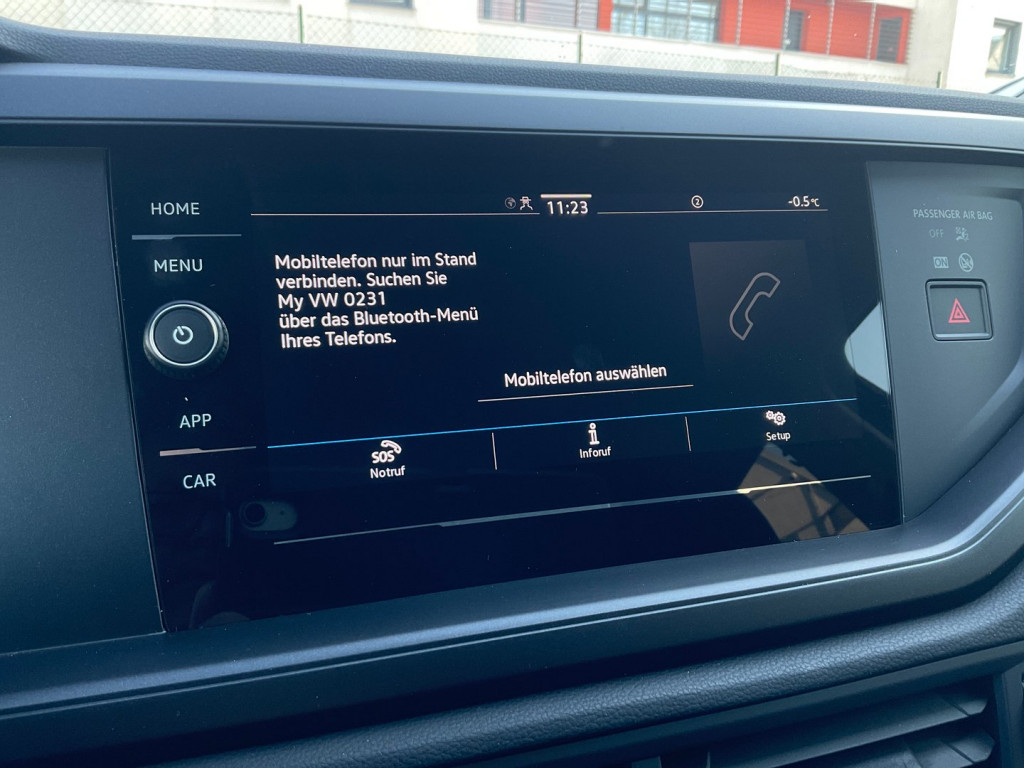 HOME
11:23
2
-0.5°C
MENU
Mobiltelefon nur im Stand
verbinden. Suchen Sie
My VW 0231
über das Bluetooth-Menü
Ihres Telefons.
Mobiltelefon auswählen
APP
CAR
SOS
Notruf
Inforuf
Setup
PASSENGER AIR BAG
OFF
ON